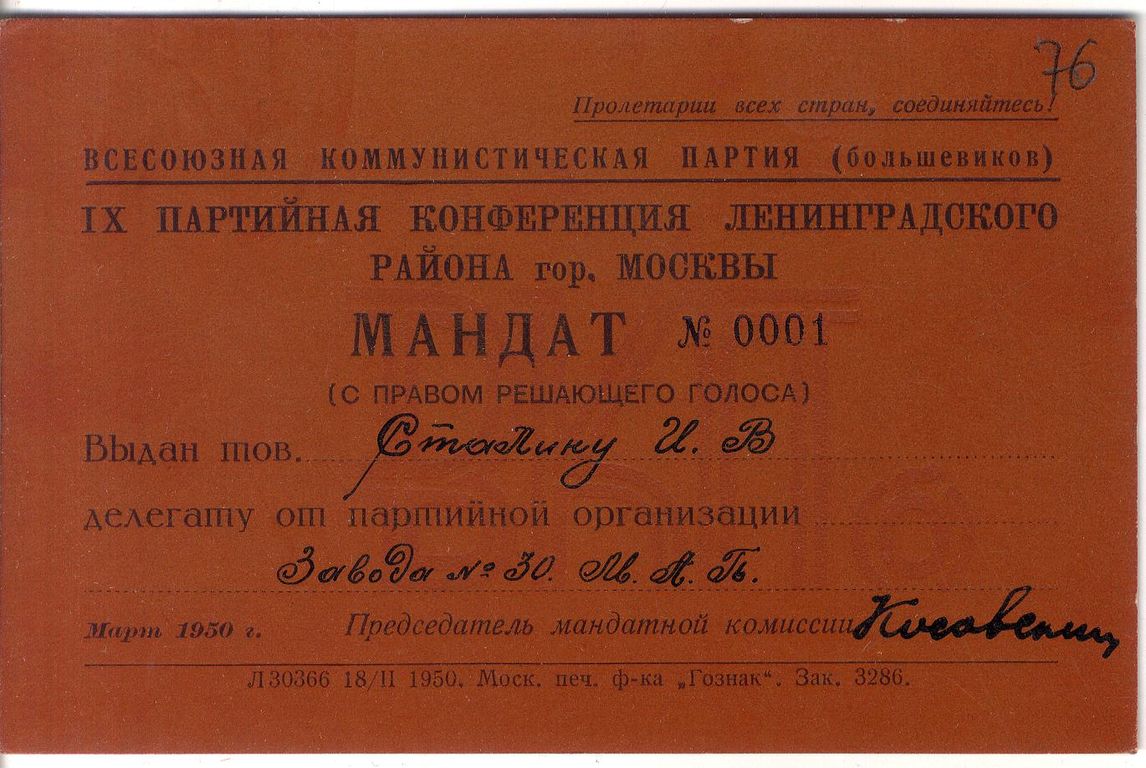 76
Пролетарии всех стран, соединяйтесь!
ВСЕСОЮЗНАЯ КОММУНИСТИЧЕСКАЯ ПАРТИЯ (большевиков)
IX ПАРТИЙНАЯ КОНФЕРЕНЦИЯ ЛЕНИНГРАДСКОГО
РАЙОНА гор. МОСКВЫ
МАНДАТ № 0001
(С ПРАВОМ РЕШАЮЩЕГО ГОЛОСА)
Выдан тов. Сталину И. В
делегату от партийной организации
Завода № 30. М. А. П.
Март 1950 г. Председатель мандатной комиссии
Л30366 18/II 1950. Моск. печ. ф-ка „Гознак“. Зак. 3286.